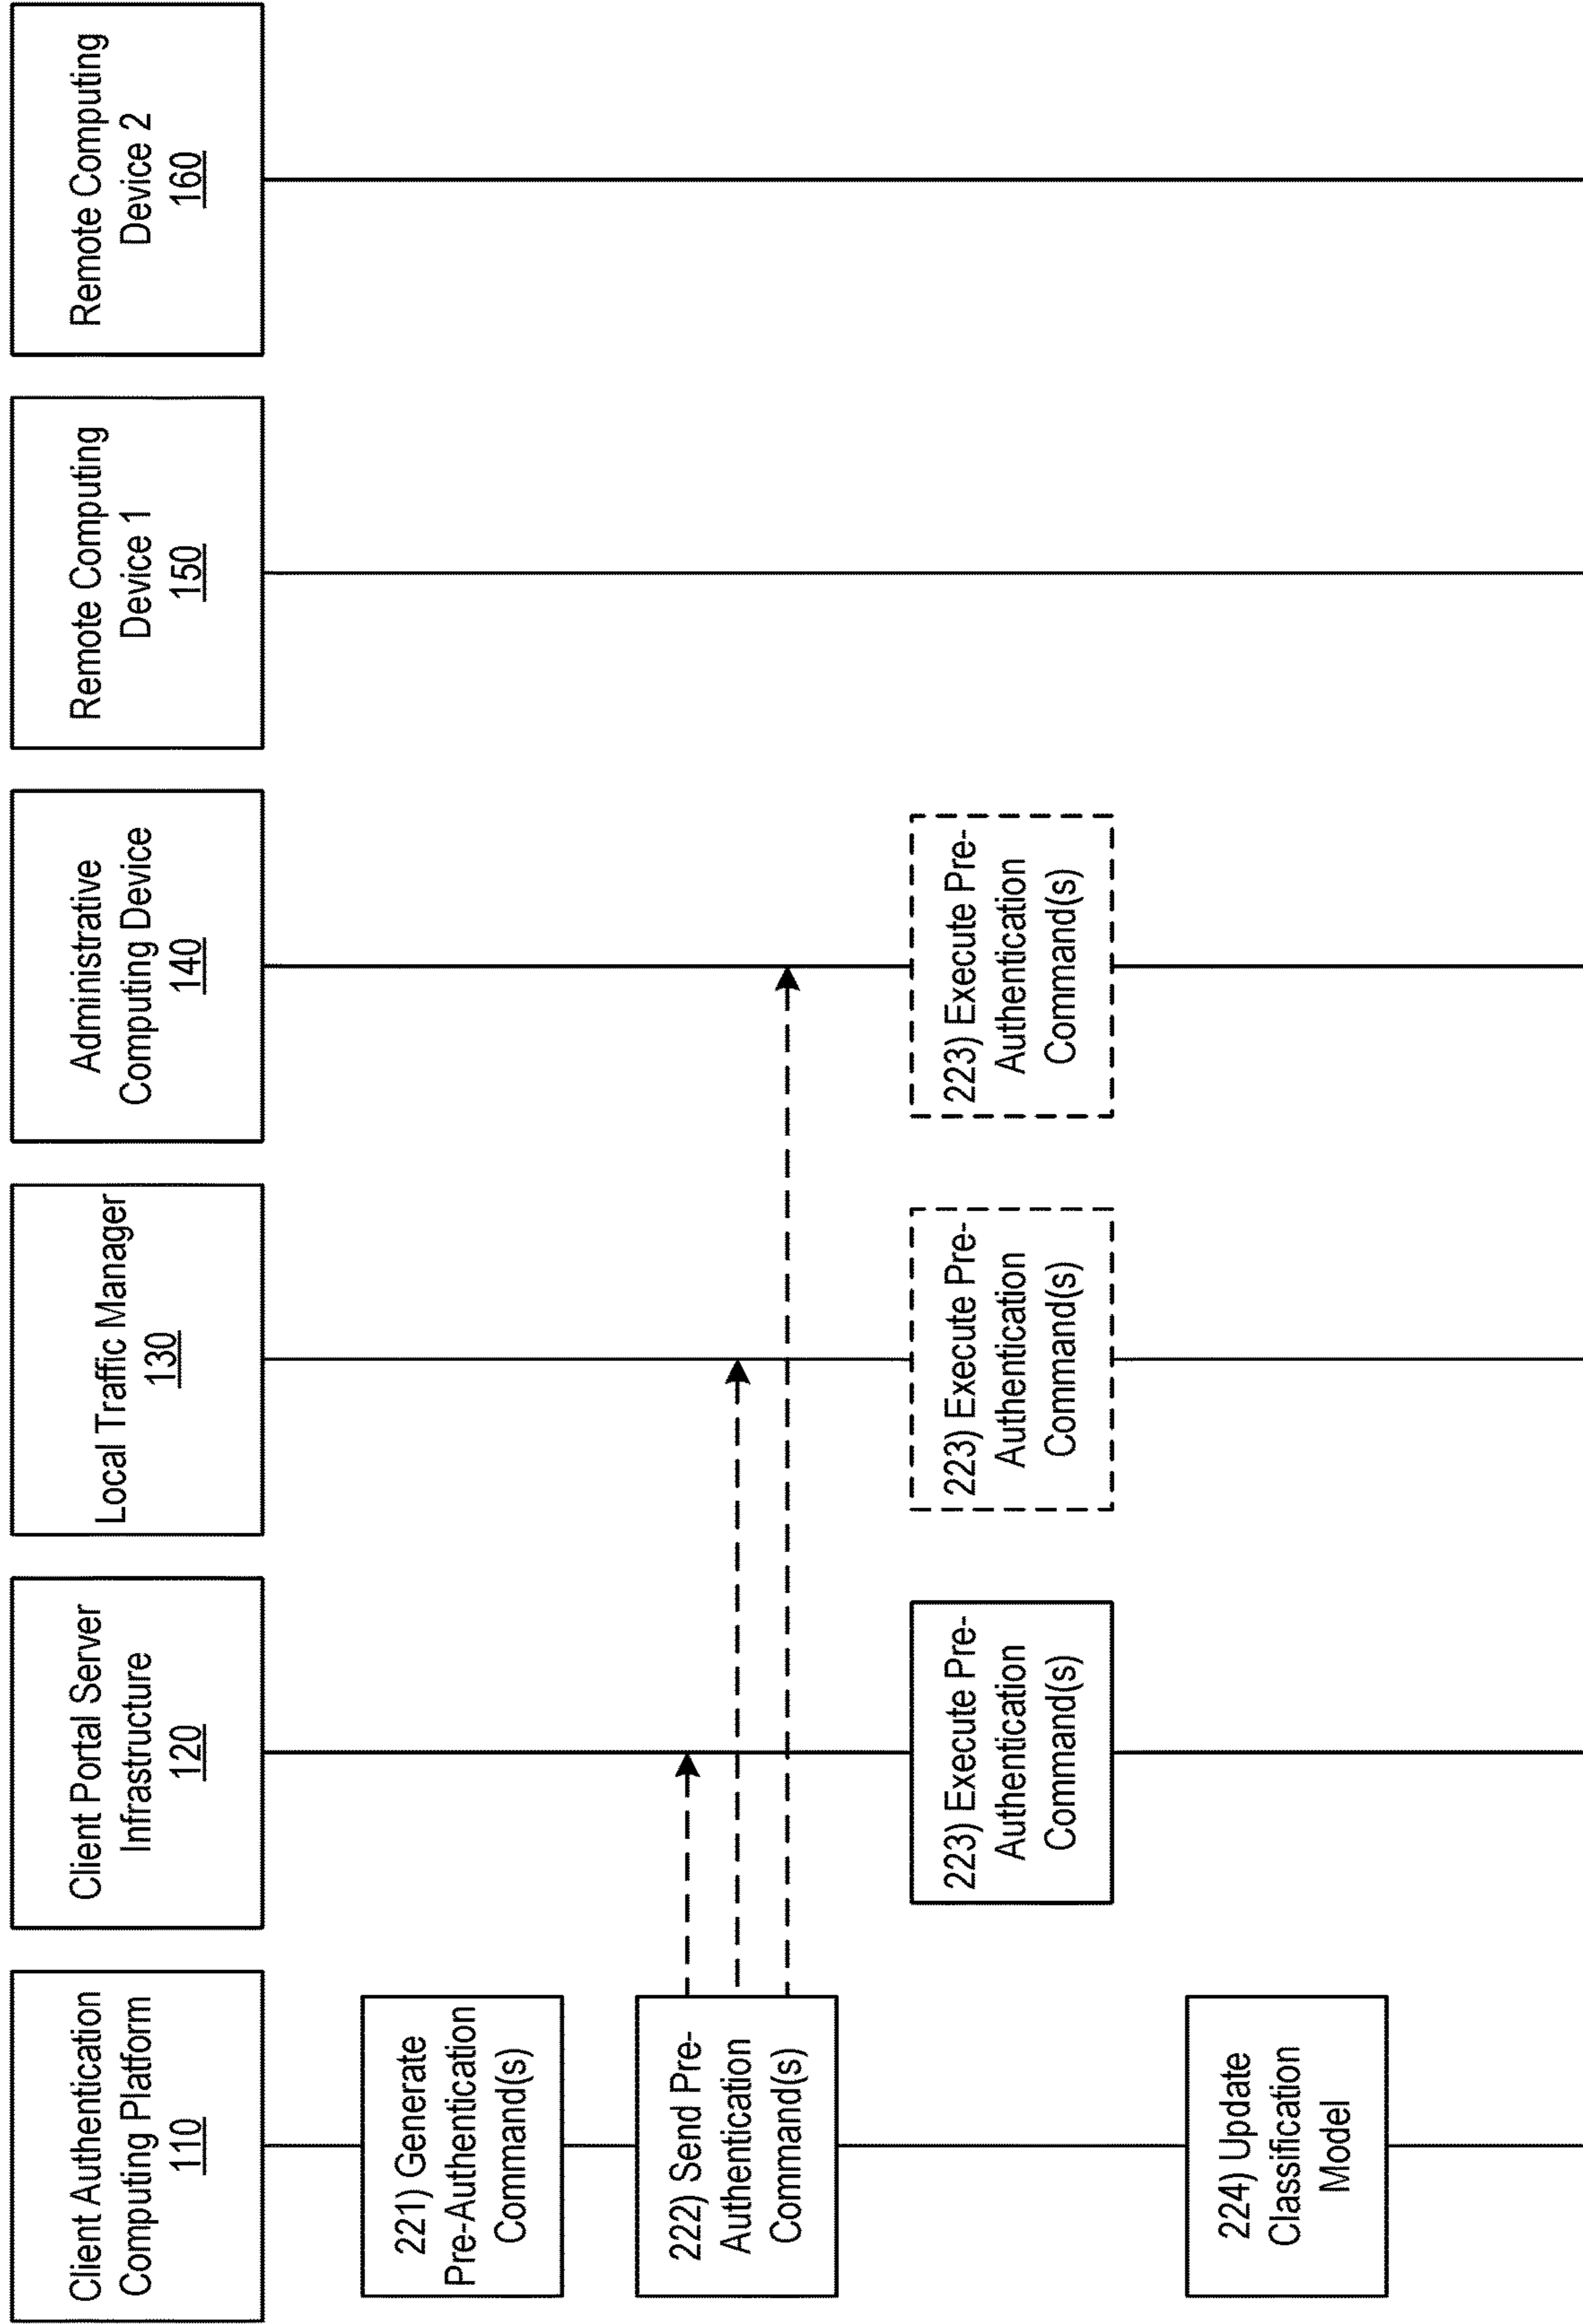 Client Authentication
Computing Platform
110
Client Portal Server
Infrastructure
120
Local Traffic Manager
130
Administrative
Computing Device
140
Remote Computing
Device 1
150
Remote Computing
Device 2
160
221) Generate
Pre-Authentication
Command(s)
222) Send Pre-
Authentication
Command(s)
223) Execute Pre-
Authentication
Command(s)
223) Execute Pre-
Authentication
Command(s)
223) Execute Pre-
Authentication
Command(s)
224) Update
Classification
Model